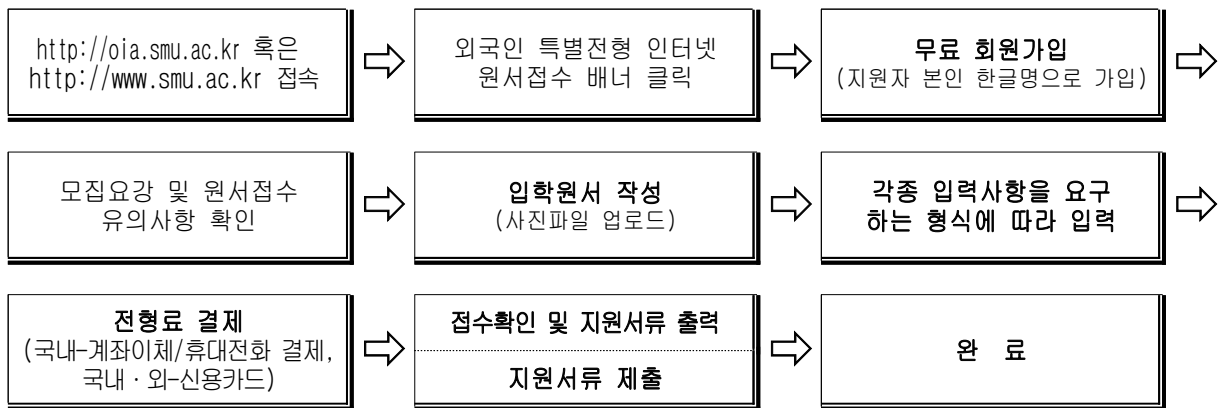 http://oia.smu.ac.kr 혹은
http://www.smu.ac.kr 접속
외국인 특별전형 인터넷
원서접수 배너 클릭
무료 회원가입
(지원자 본인 한글명으로 가입)
모집요강 및 원서접수
유의사항 확인
입학원서 작성
(사진파일 업로드)
각종 입력사항을 요구
하는 형식에 따라 입력
전형료 결제
(국내-계좌이체/휴대전화 결제,
국내·외-신용카드)
접수확인 및 지원서류 출력
지원서류 제출
완 료